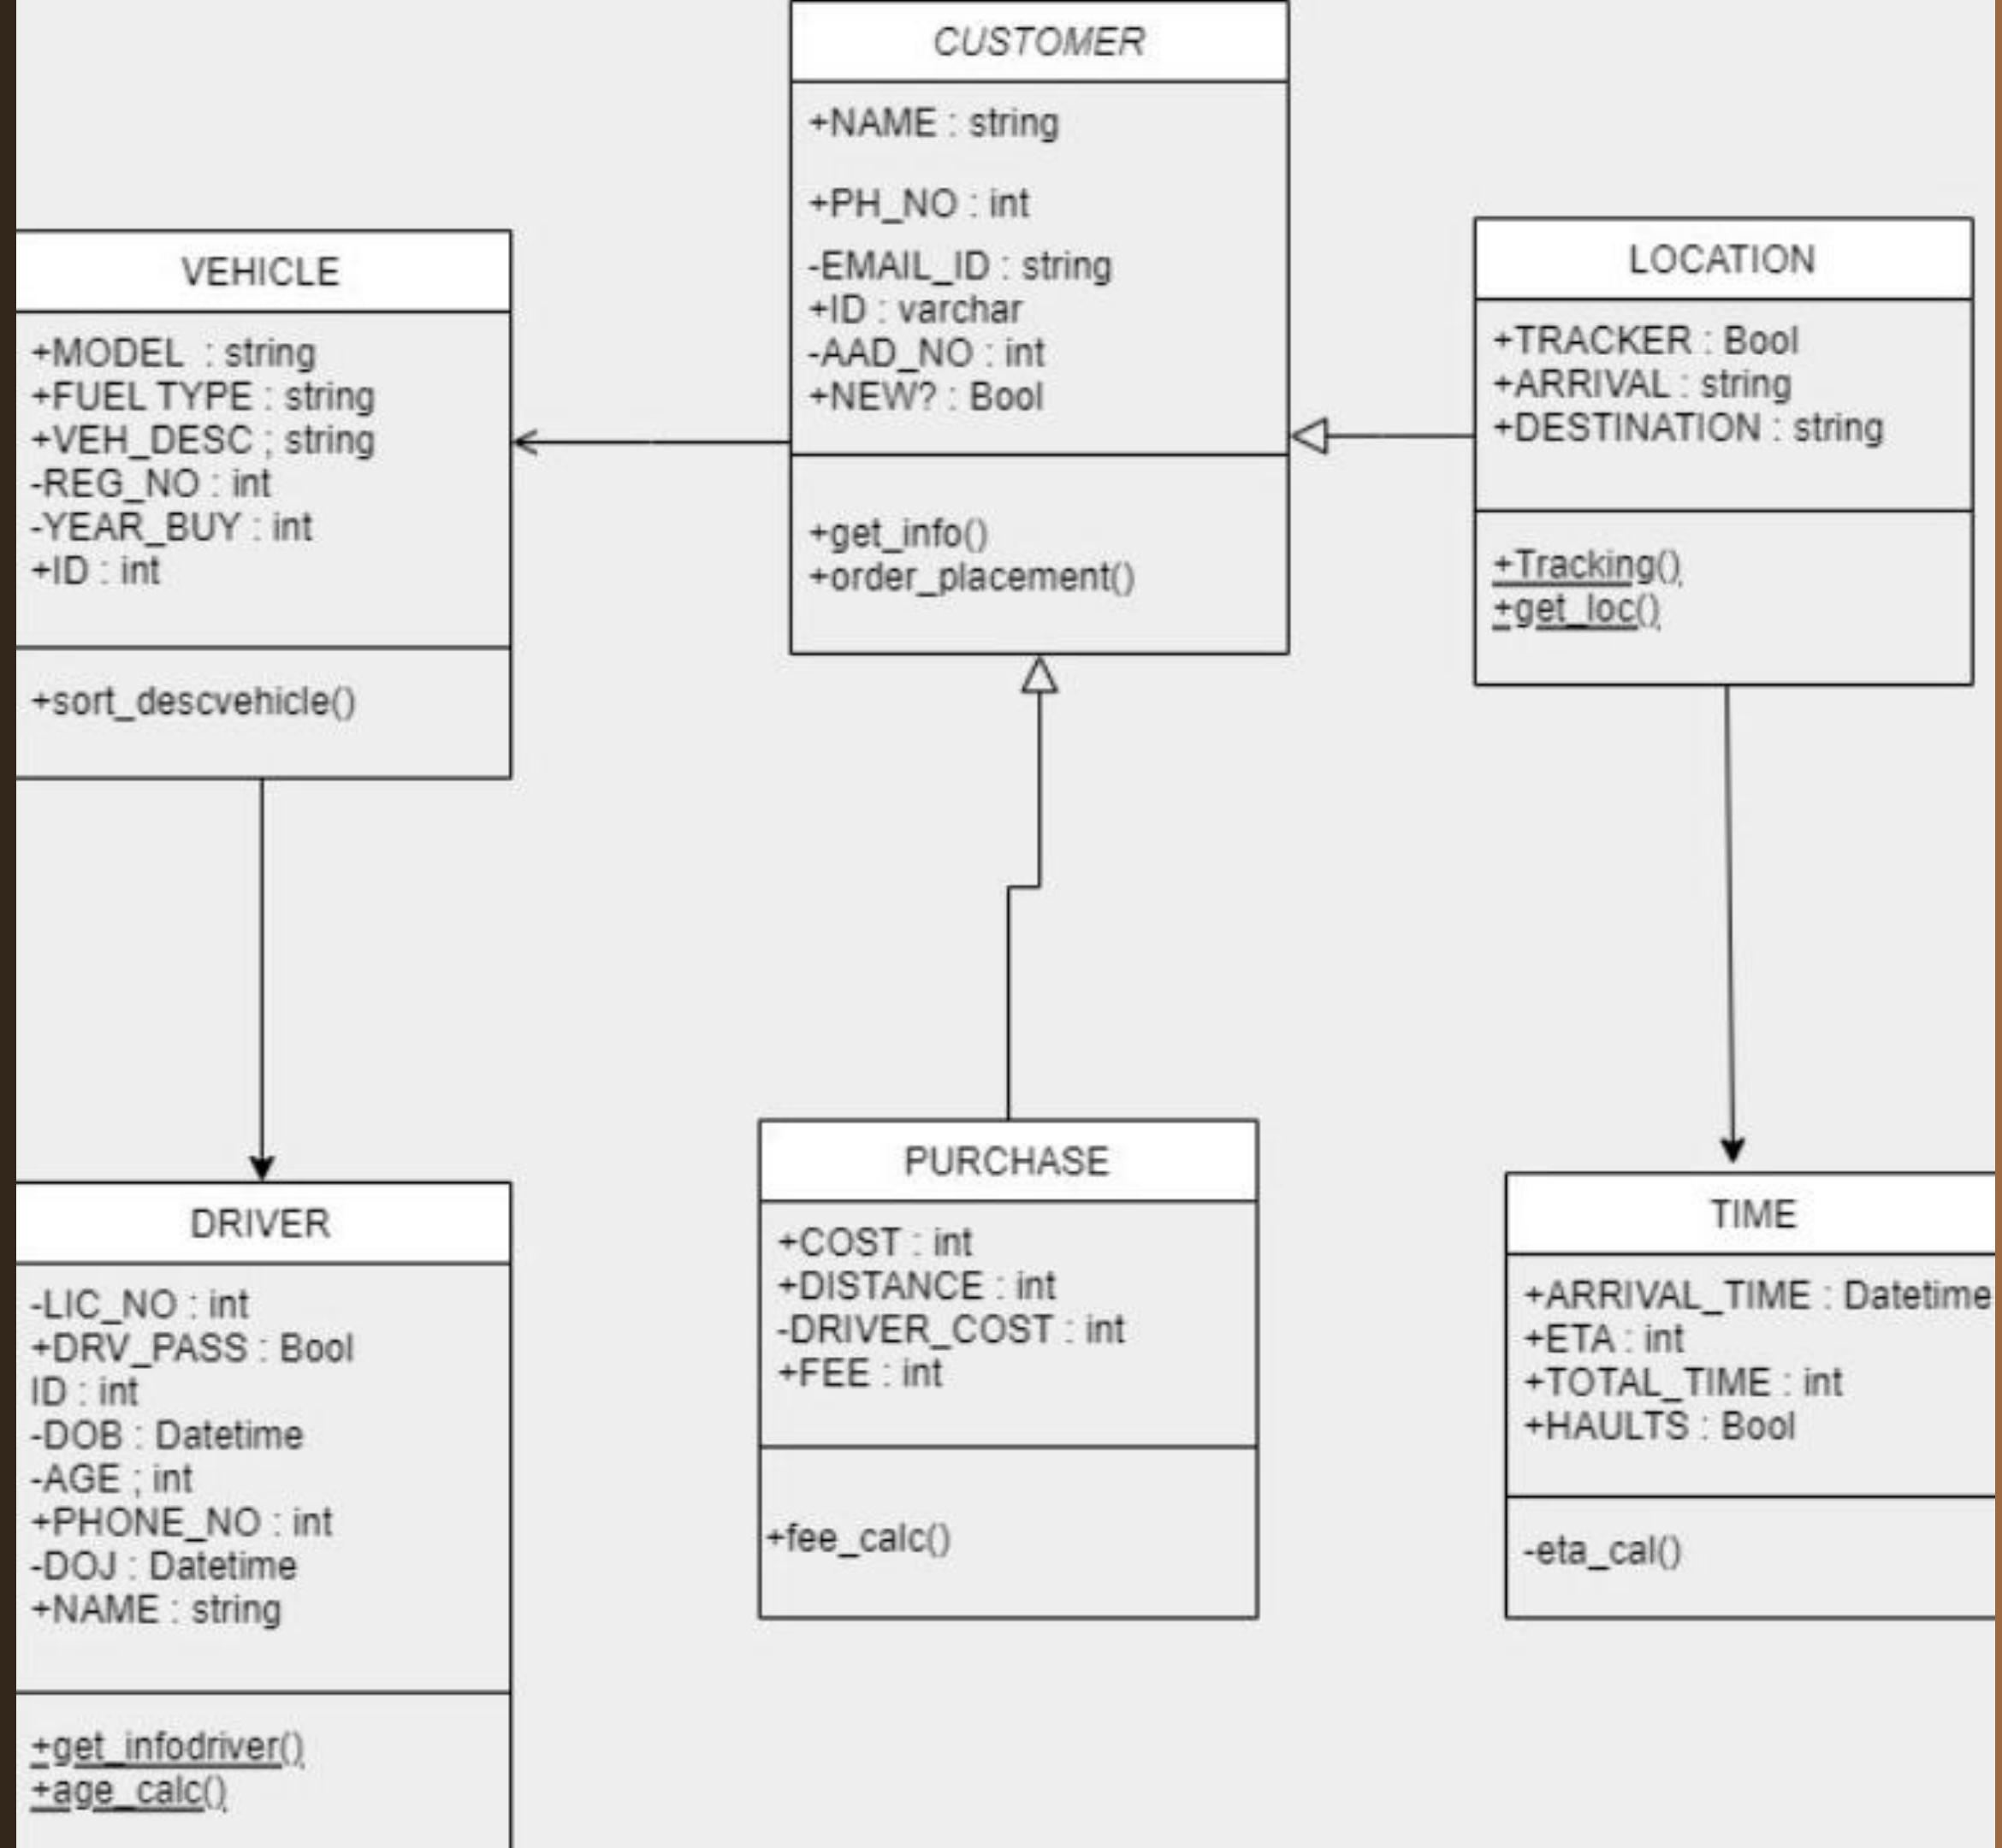 CUSTOMER
+NAME : string
+PH_NO : int
-EMAIL_ID : string
+ID : varchar
-AAD_NO : int
+NEW? : Bool
+get_info()
+order_placement()
VEHICLE
+MODEL : string
+FUEL TYPE : string
+VEH_DESC ; string
-REG_NO : int
-YEAR_BUY : int
+ID : int
+sort_descvehicle()
LOCATION
+TRACKER : Bool
+ARRIVAL : string
+DESTINATION : string
+Tracking()
+get_loc()
DRIVER
-LIC_NO : int
+DRV_PASS : Bool
ID : int
-DOB : Datetime
-AGE ; int
+PHONE_NO : int
-DOJ : Datetime
+NAME : string
+get_infodriver()
+age_calc()
PURCHASE
+COST : int
+DISTANCE : int
-DRIVER_COST : int
+FEE : int
+fee_calc()
TIME
+ARRIVAL_TIME : Datetime
+ETA : int
+TOTAL_TIME : int
+HAULTS : Bool
-eta_cal()